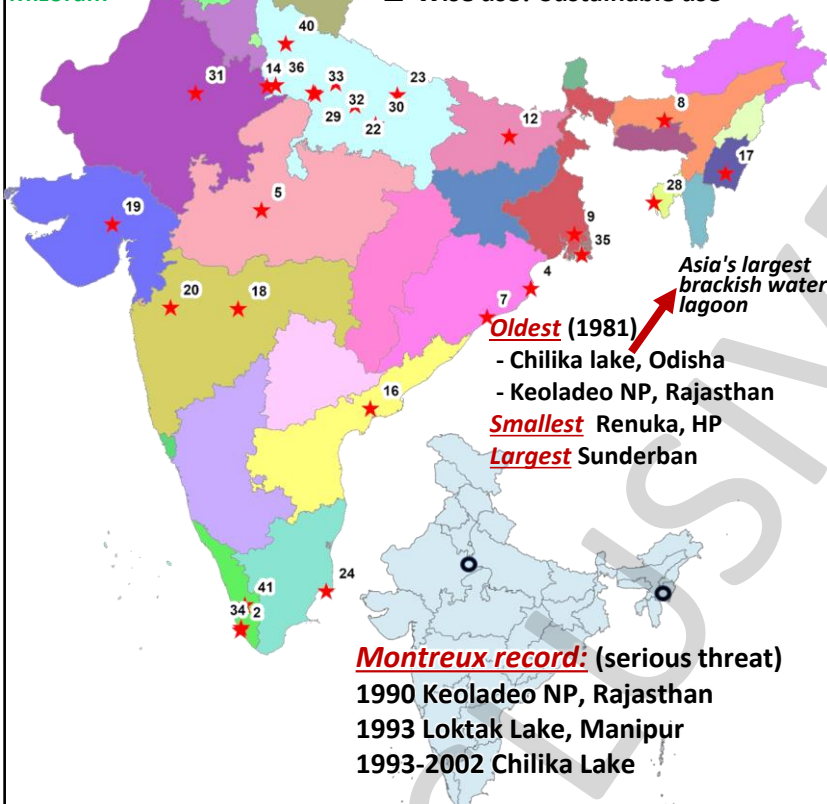 Wise use: Sustainable use
40
31
14
36
33
23
8
32
30
29
22
12
17
28
19
5
9
35
4
20
18
7
Asia's largest
brackish water
lagoon
Oldest (1981)
- Chilika lake, Odisha
- Keoladeo NP, Rajasthan
16
Smallest Renuka, HP
Largest Sunderban
24
41
34
2
Montreux record: (serious threat)
1990 Keoladeo NP, Rajasthan
1993 Loktak Lake, Manipur
1993-2002 Chilika Lake